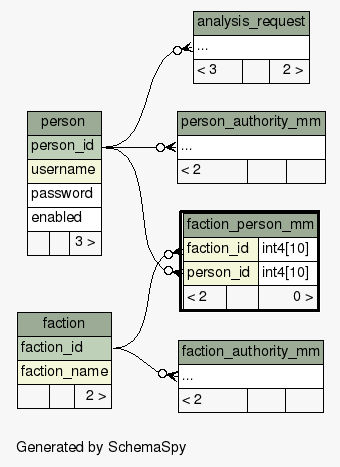 analysis_request
...
< 3 2 >
person
person_id
username
password
enabled
3 >
person_authority_mm
...
< 2
faction_person_mm
faction_id int4[10]
person_id int4[10]
< 2 0 >
faction
faction_id
faction_name
2 >
faction_authority_mm
...
< 2
Generated by SchemaSpy